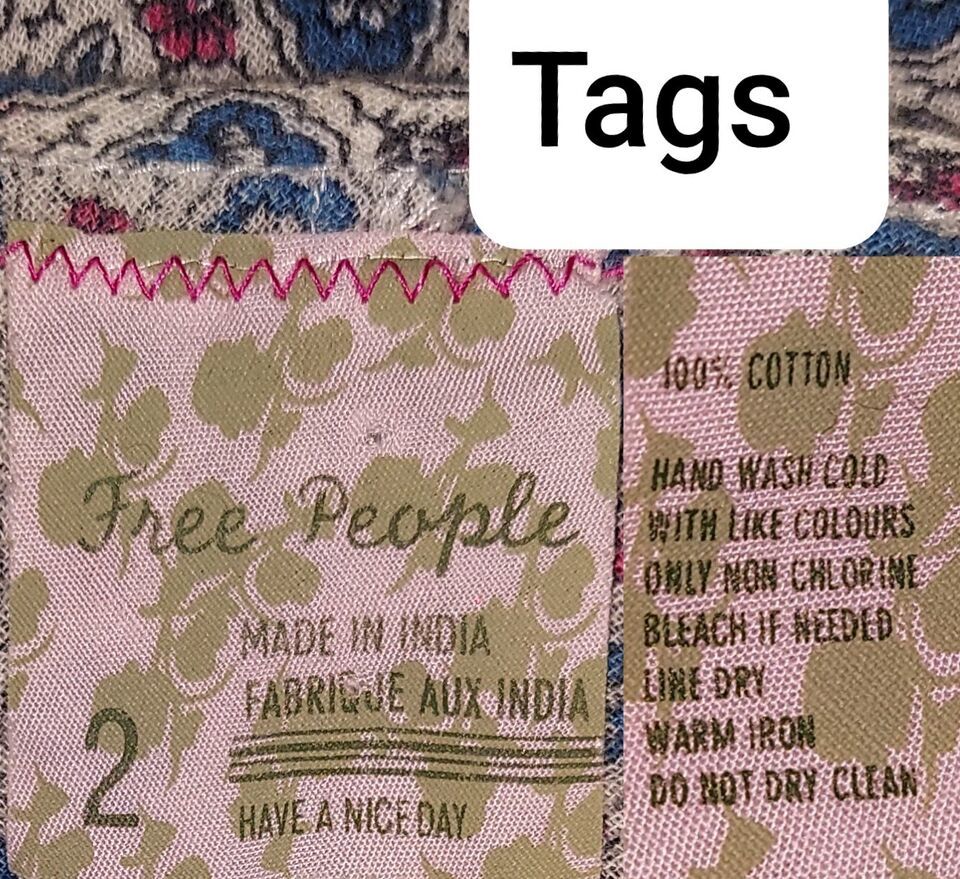 Tags
Free People
MADE IN INDIA
FABRIQUE AUX INDIA
2
HAVE A NICE DAY
100% COTTON
HAND WASH COLD
WITH LIKE COLOURS
ONLY NON CHLORINE
BLEACH IF NEEDED
LINE DRY
WARM IRON
DO NOT DRY CLEAN